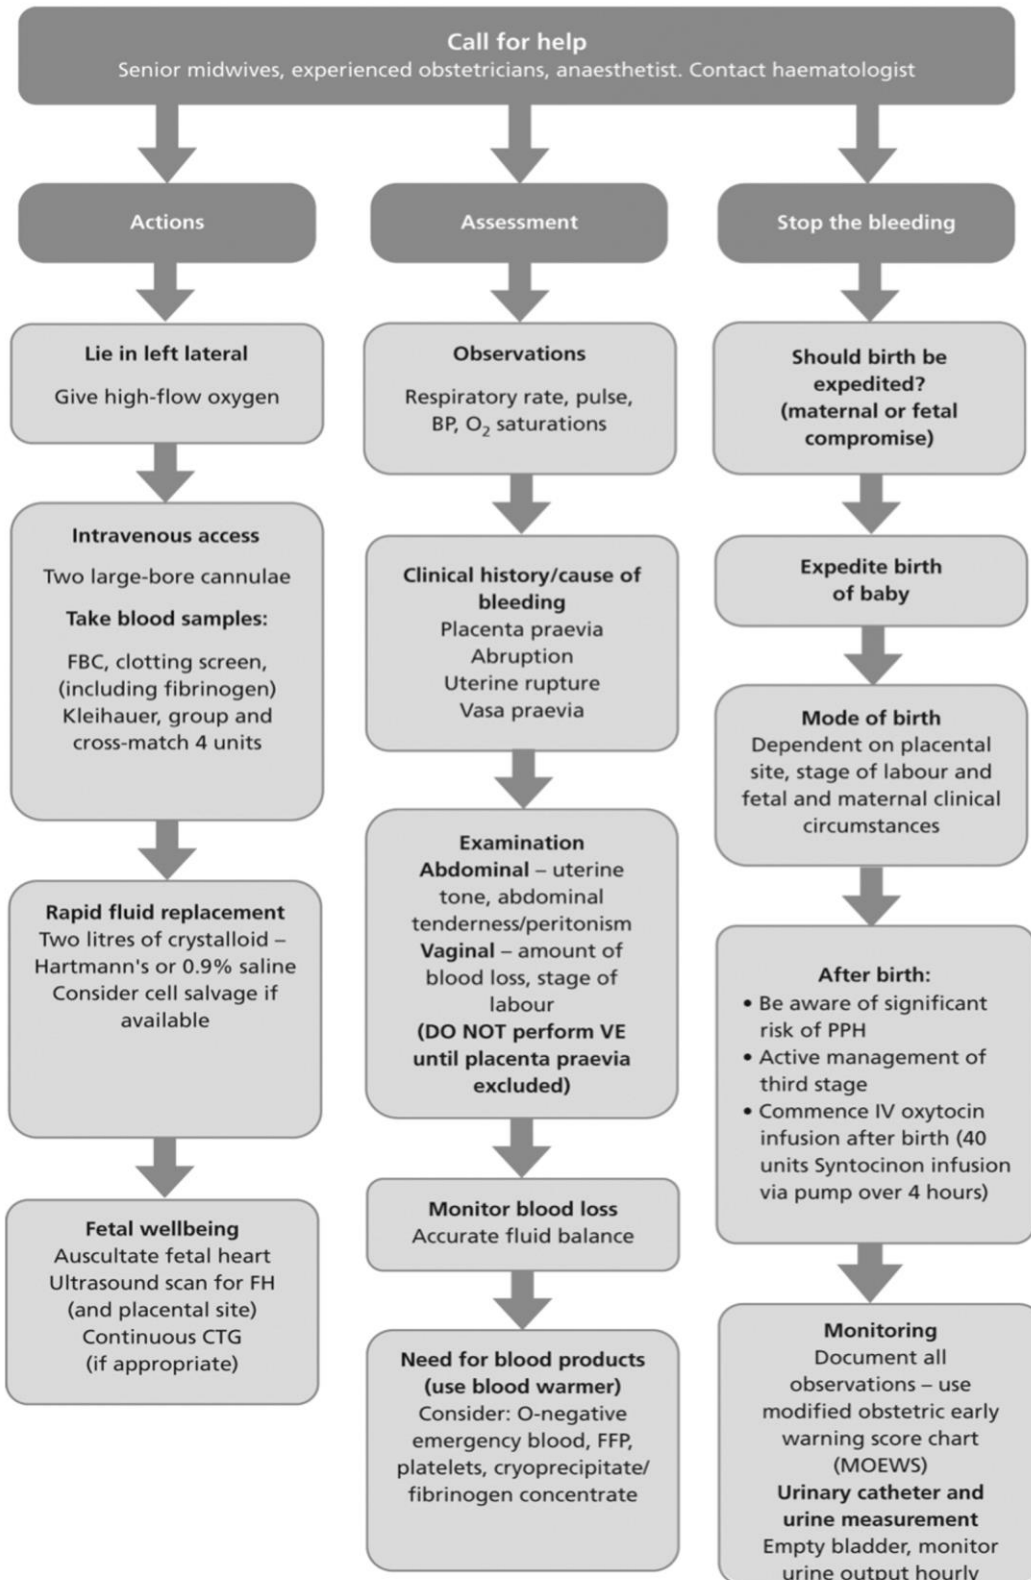 Call for help
Senior midwives, experienced obstetricians, anaesthetist. Contact haematologist
Actions
Lie in left lateral
Give high-flow oxygen
Intravenous access
Two large-bore cannulae
Take blood samples:
FBC, clotting screen,
(including fibrinogen)
Kleihauer, group and
cross-match 4 units
Rapid fluid replacement
Two litres of crystalloid –
Hartmann's or 0.9% saline
Consider cell salvage if
available
Fetal wellbeing
Auscultate fetal heart
Ultrasound scan for FH
(and placental site)
Continuous CTG
(if appropriate)
Assessment
Observations
Respiratory rate, pulse,
BP, O₂ saturations
Clinical history/cause of
bleeding
Placenta praevia
Abruption
Uterine rupture
Vasa praevia
Examination
Abdominal – uterine
tone, abdominal
tenderness/peritonism
Vaginal – amount of
blood loss, stage of
labour
(DO NOT perform VE
until placenta praevia
excluded)
Monitor blood loss
Accurate fluid balance
Need for blood products
(use blood warmer)
Consider: O-negative
emergency blood, FFP,
platelets, cryoprecipitate/
fibrinogen concentrate
Stop the bleeding
Should birth be
expedited?
(maternal or fetal
compromise)
Expedite birth
of baby
Mode of birth
Dependent on placental
site, stage of labour and
fetal and maternal clinical
circumstances
After birth:
• Be aware of significant
risk of PPH
• Active management of
third stage
• Commence IV oxytocin
infusion after birth (40
units Syntocinon infusion
via pump over 4 hours)
Monitoring
Document all
observations – use
modified obstetric early
warning score chart
(MOEWS)
Urinary catheter and
urine measurement
Empty bladder, monitor
urine output hourly